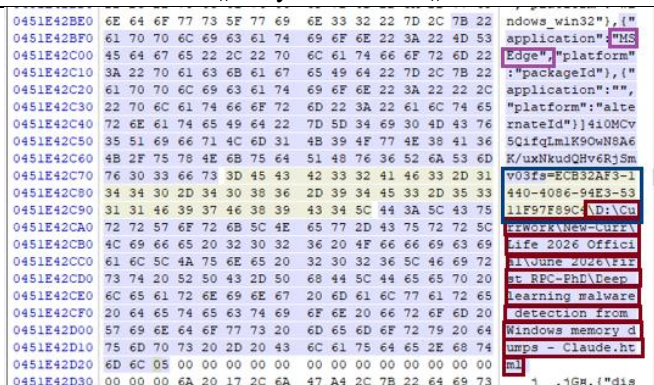 0451E42BE0 6E 64 6F 77 73 5F 77 69 6E 33 32 22 7D 2C 7B 22 ndows_win32"},{"
0451E42BF0 61 70 70 6C 69 63 61 74 69 6F 6E 22 3A 22 4D 53 application":"MS
0451E42C00 45 64 67 65 22 2C 22 70 6C 61 74 66 6F 72 6D 22 Edge","platform"
0451E42C10 3A 22 70 61 63 6B 61 67 65 49 64 22 7D 2C 7B 22 :"packageId"},{"
0451E42C20 61 70 70 6C 69 63 61 74 69 6F 6E 22 3A 22 22 2C application":"",
0451E42C30 22 70 6C 61 74 66 6F 72 6D 22 3A 22 61 6C 74 65 "platform":"alte
0451E42C40 72 6E 61 74 65 49 64 22 7D 5D 34 69 30 4D 43 76 rnateId"}]4i0MCv
0451E42C50 35 51 69 66 71 4C 6D 31 4B 39 4F 77 4E 38 41 36 5QifqLm1K9OwN8A6
0451E42C60 4B 2F 75 78 4E 6B 75 64 51 48 76 36 52 6A 53 6D K/uxNkudQHv6RjSm
0451E42C70 76 30 33 66 73 3D 45 43 42 33 32 41 46 33 2D 31 v03fs=ECB32AF3-1
0451E42C80 34 34 30 2D 34 30 38 36 2D 39 34 45 33 2D 35 33 440-4086-94E3-53
0451E42C90 31 31 46 39 37 46 38 39 43 34 5C 44 3A 5C 43 75 11F97F89C4\D:\Cu
0451E42CA0 72 72 57 6F 72 6B 5C 4E 65 77 2D 43 75 72 72 5C rrWork\New-Curr\
0451E42CB0 4C 69 66 65 20 32 30 32 36 20 4F 66 66 69 63 69 Life 2026 Offici
0451E42CC0 61 6C 5C 4A 75 6E 65 20 32 30 32 36 5C 46 69 72 al\June 2026\Fir
0451E42CD0 73 74 20 52 50 43 2D 50 68 44 5C 44 65 65 70 20 st RPC-PhD\Deep
0451E42CE0 6C 65 61 72 6E 69 6E 67 20 6D 61 6C 77 61 72 65 learning malware
0451E42CF0 20 64 65 74 65 63 74 69 6F 6E 20 66 72 6F 6D 20 detection from
0451E42D00 57 69 6E 64 6F 77 73 20 6D 65 6D 6F 72 79 20 64 Windows memory d
0451E42D10 75 6D 70 73 20 2D 20 43 6C 61 75 64 65 2E 68 74 umps - Claude.ht
0451E42D20 6D 6C 05 00 00 00 00 00 00 00 00 00 00 00 00 00 ml
0451E42D30 00 00 00 6A 20 17 2C 6A 47 A4 2C 7B 22 64 69 73